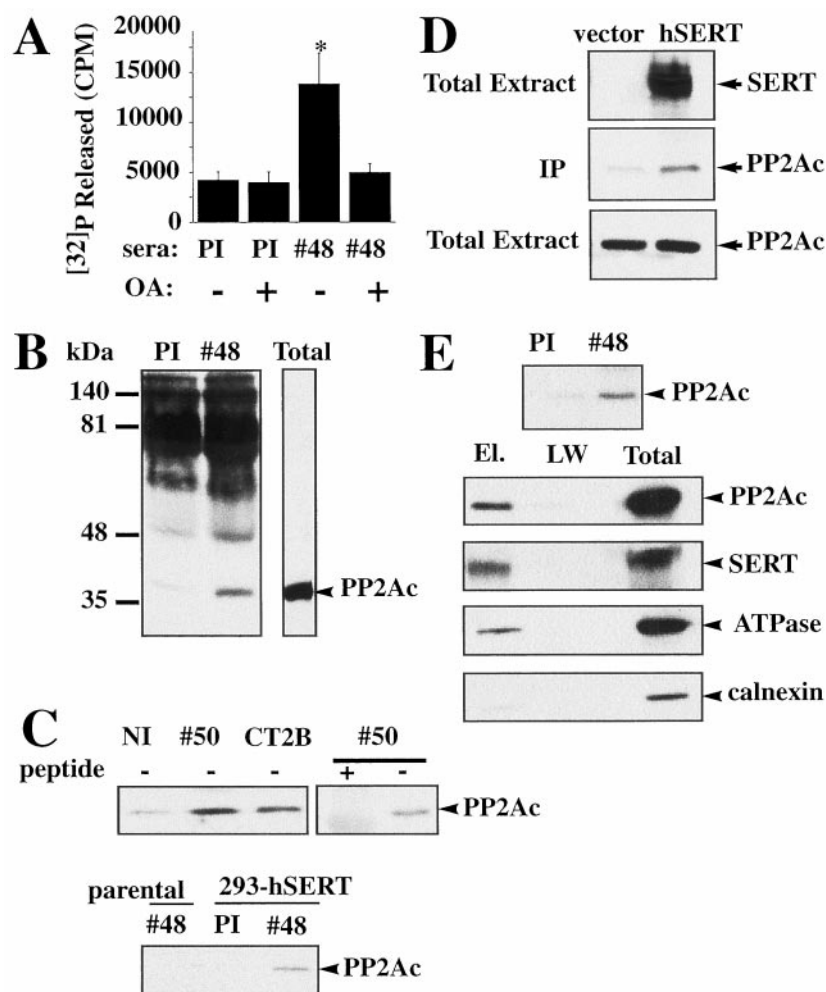 A
[32]P Released (CPM)
20000
15000
10000
5000
0
*
sera: PI PI #48 #48
OA: - + - +
B
kDa PI #48 Total
140
81
48
35
PP2Ac
C
NI #50 CT2B #50
peptide - - - + -
PP2Ac
parental 293-hSERT
#48 PI #48
PP2Ac
D
vector hSERT
Total Extract SERT
IP PP2Ac
Total Extract PP2Ac
E
PI #48
PP2Ac
El. LW Total
PP2Ac
SERT
ATPase
calnexin